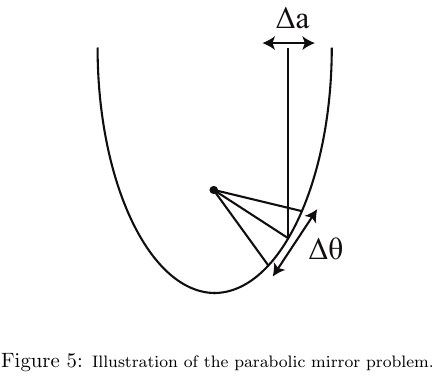 Δa
Δθ
Figure 5: Illustration of the parabolic mirror problem.